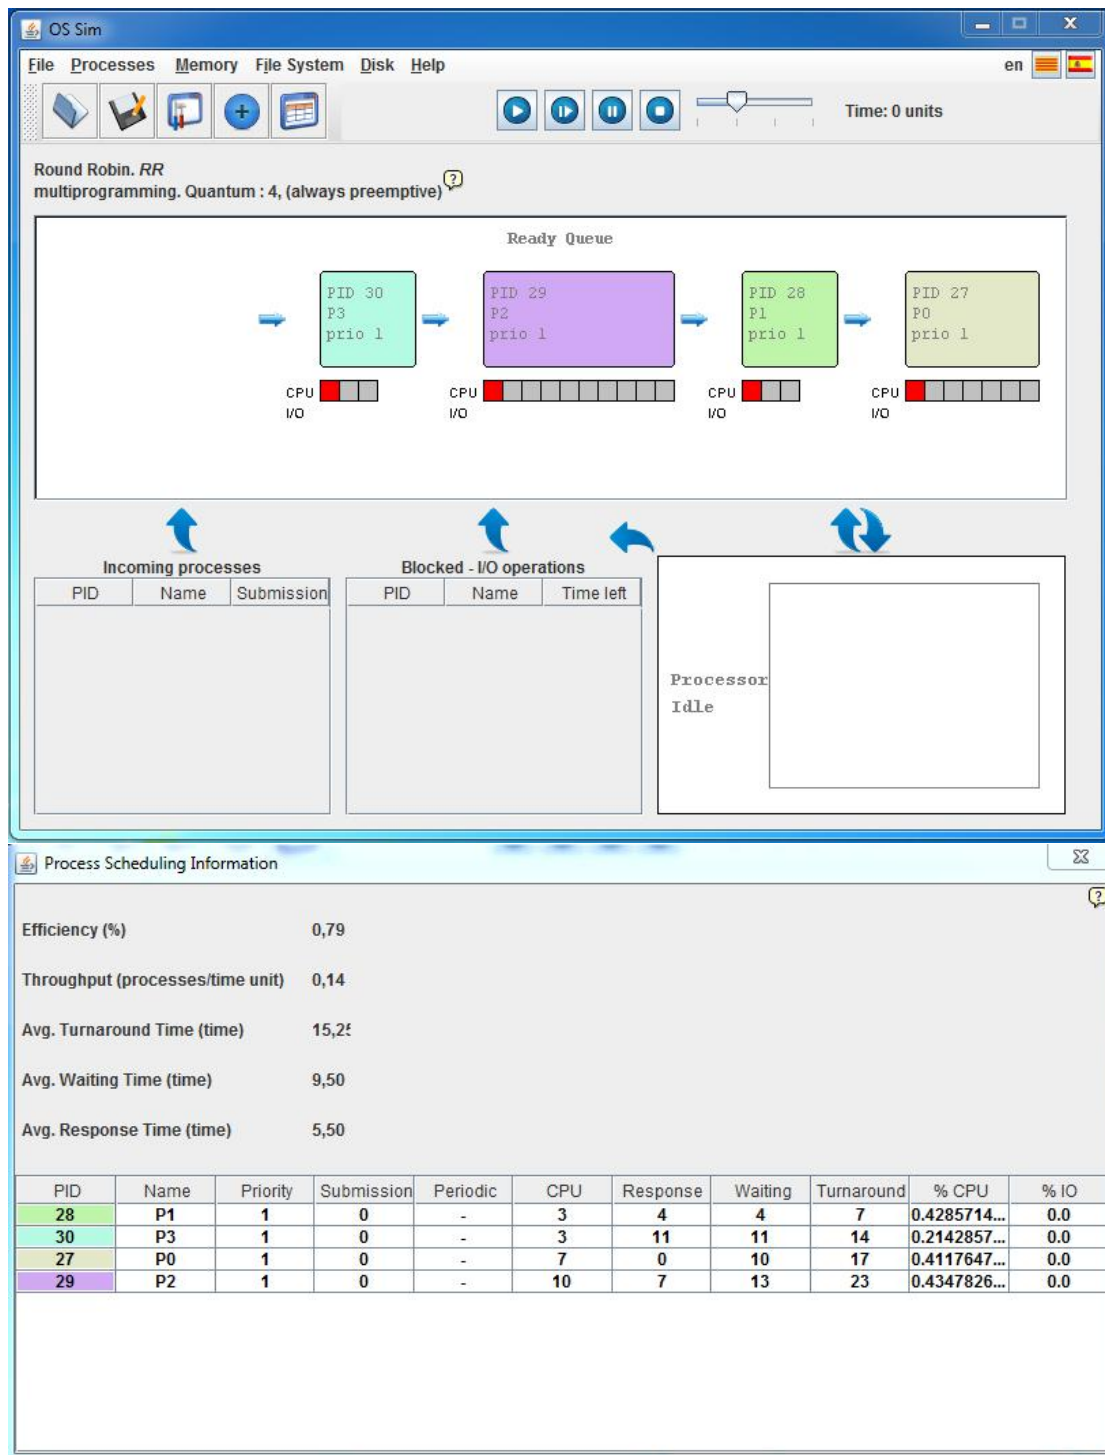 OS Sim
File Processes Memory File System Disk Help en
Time: 0 units
Round Robin. RR
multiprogramming. Quantum : 4, (always preemptive) ?
Ready Queue
PID 30 PID 29 PID 28 PID 27
P3 P2 P1 P0
prio 1 prio 1 prio 1 prio 1
CPU CPU CPU CPU
I/O I/O I/O I/O
Incoming processes Blocked - I/O operations
PID Name Submission PID Name Time left
Processor
Idle
Process Scheduling Information
?
Efficiency (%) 0,79
Throughput (processes/time unit) 0,14
Avg. Turnaround Time (time) 15,25
Avg. Waiting Time (time) 9,50
Avg. Response Time (time) 5,50
PID Name Priority Submission Periodic CPU Response Waiting Turnaround % CPU % IO
28 P1 1 0 - 3 4 4 7 0.4285714... 0.0
30 P3 1 0 - 3 11 11 14 0.2142857... 0.0
27 P0 1 0 - 7 0 10 17 0.4117647... 0.0
29 P2 1 0 - 10 7 13 23 0.4347826... 0.0